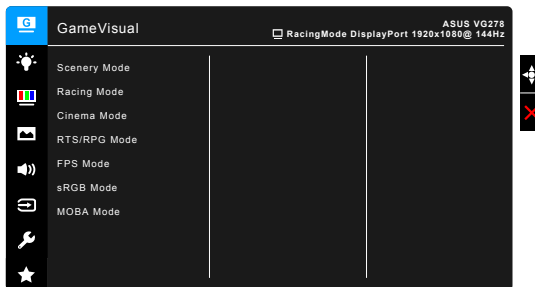 G
GameVisual
ASUS VG278
RacingMode DisplayPort 1920x1080@ 144Hz
Scenery Mode
Racing Mode
Cinema Mode
RTS/RPG Mode
FPS Mode
sRGB Mode
MOBA Mode